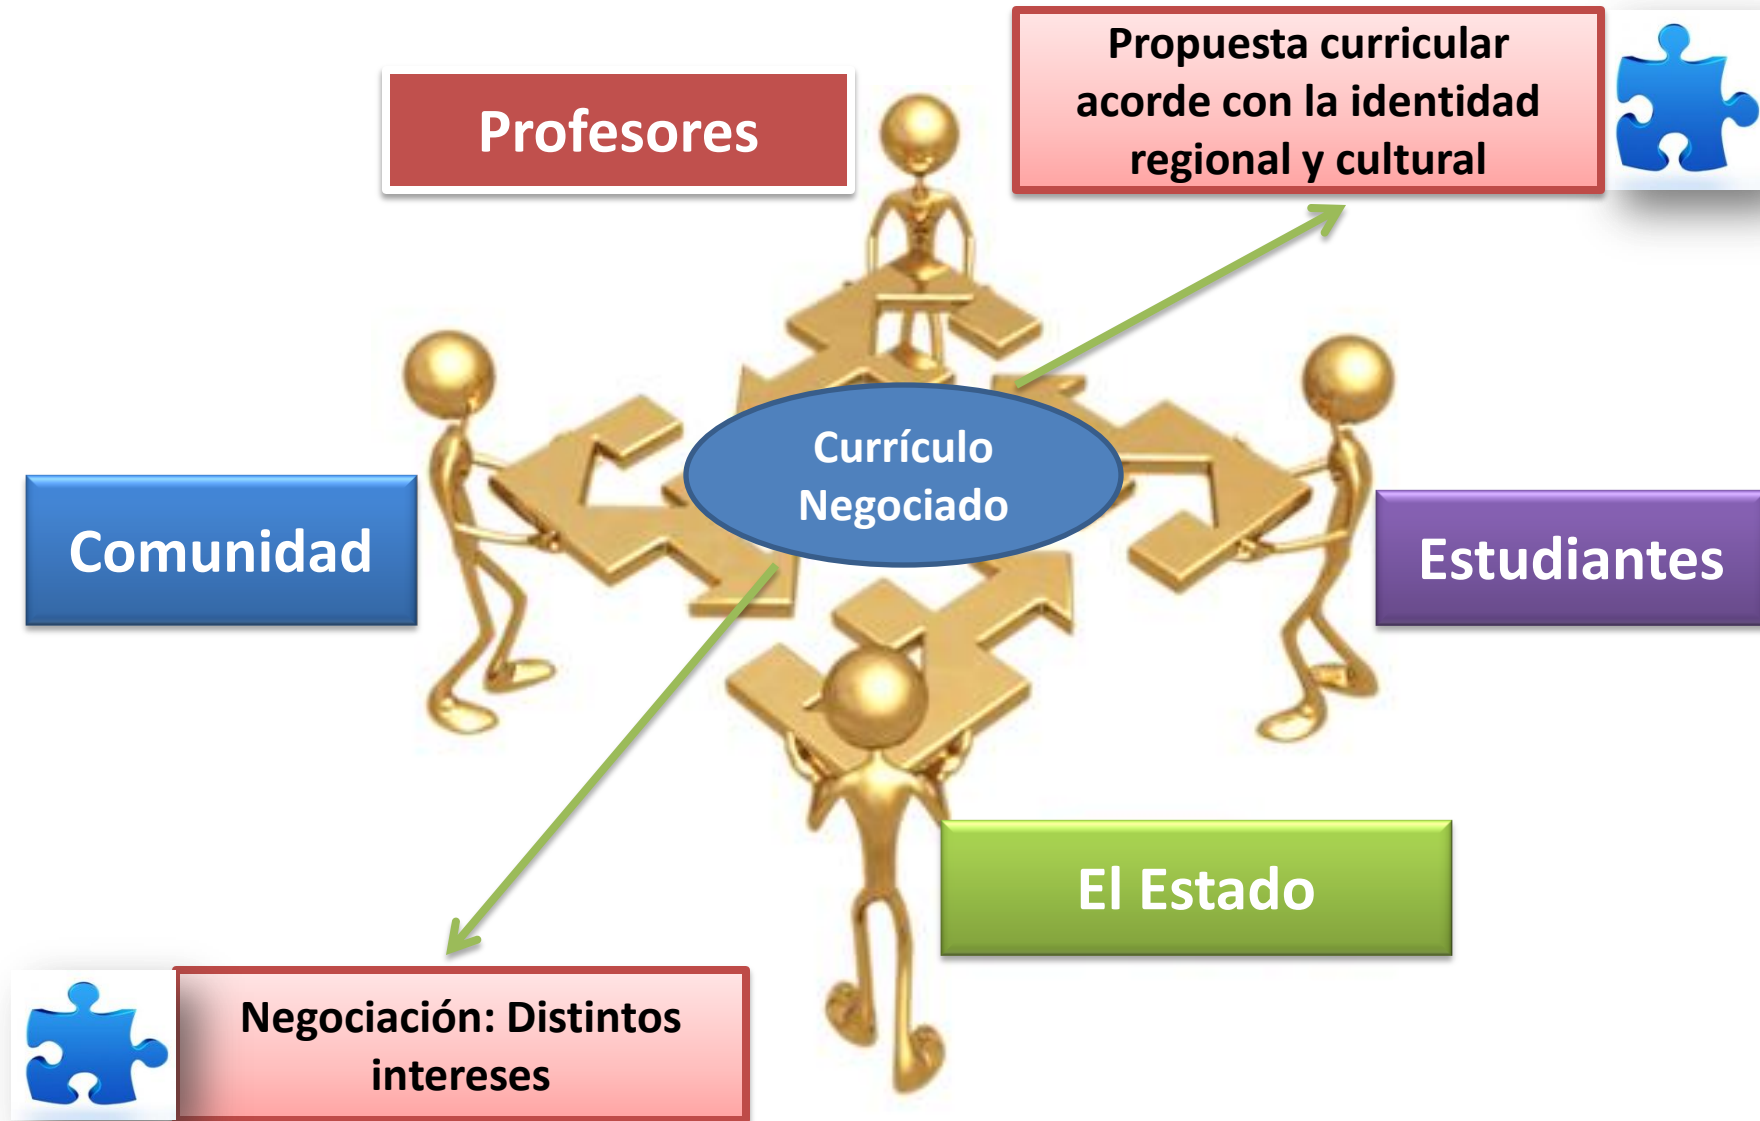 Propuesta curricular
acorde con la identidad
regional y cultural
Profesores
Currículo
Negociado
Comunidad
Estudiantes
El Estado
Negociación: Distintos
intereses